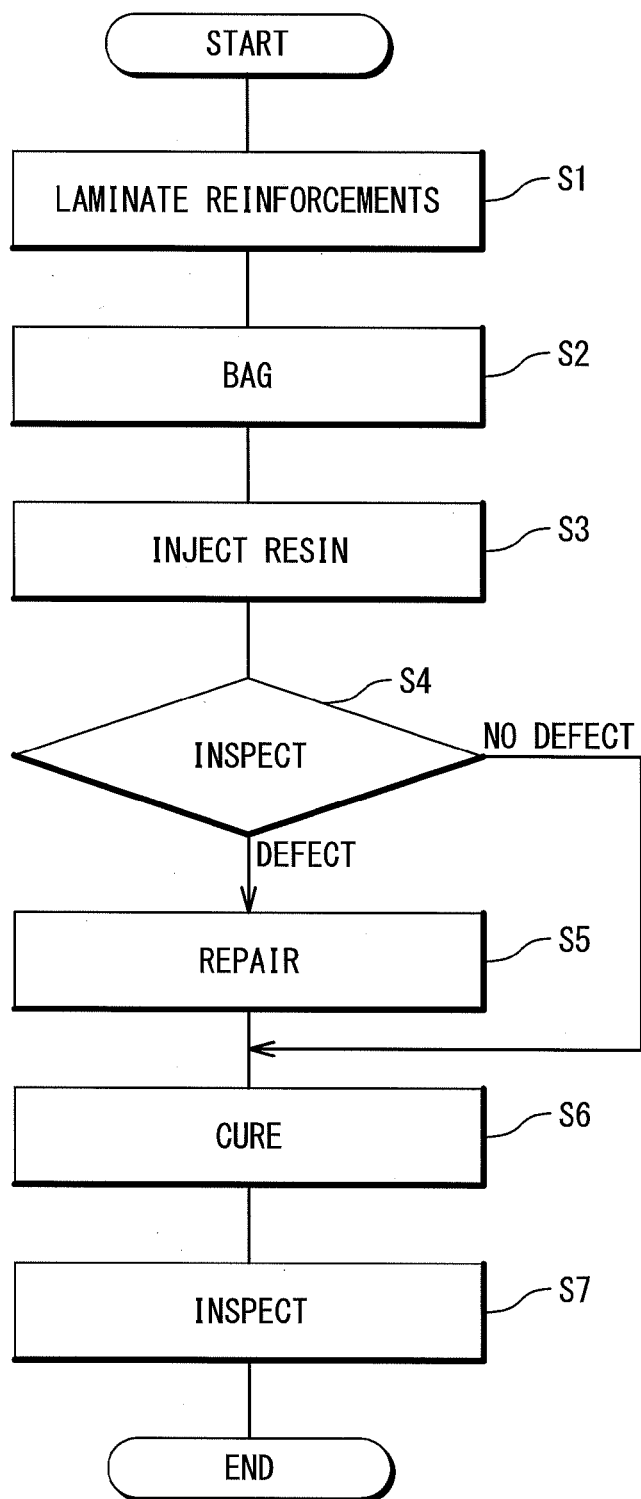 START
LAMINATE REINFORCEMENTS
S1
BAG
S2
INJECT RESIN
S3
S4
INSPECT
NO DEFECT
DEFECT
REPAIR
S5
CURE
S6
INSPECT
S7
END